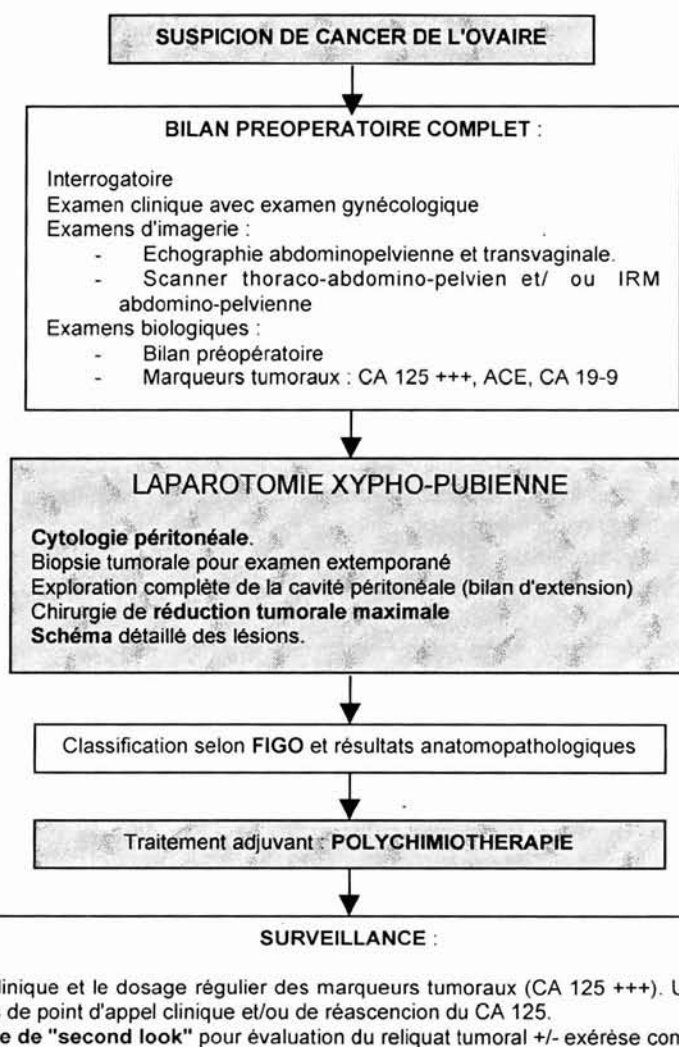 SUSPICION DE CANCER DE L'OVAIRE
BILAN PREOPERATOIRE COMPLET :
Interrogatoire
Examen clinique avec examen gynécologique
Examens d'imagerie :
- Echographie abdominopelvienne et transvaginale.
- Scanner thoraco-abdomino-pelvien et/ ou IRM
abdomino-pelvienne
Examens biologiques :
- Bilan préopératoire
- Marqueurs tumoraux : CA 125 +++, ACE, CA 19-9
LAPAROTOMIE XYPHO-PUBIENNE
Cytologie péritonéale.
Biopsie tumorale pour examen extemporané
Exploration complète de la cavité péritonéale (bilan d'extension)
Chirurgie de réduction tumorale maximale
Schéma détaillé des lésions.
Classification selon FIGO et résultats anatomopathologiques
Traitement adjuvant : POLYCHIMIOTHERAPIE
SURVEILLANCE :
et le dosage régulier des marqueurs tumoraux (CA 125 +++).
de point d'appel clinique et/ou de réascencion du CA 125.
de "second look" pour évaluation du reliquat tumoral +/- exérèse